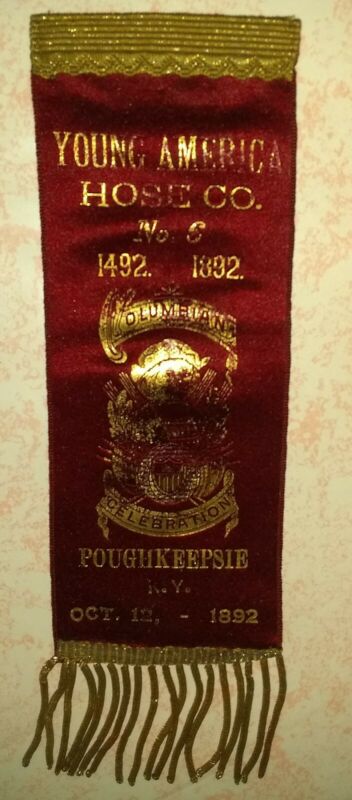 YOUNG AMERICA
HOSE CO.
No. 6
1492. 1892.
COLUMBIAN
CELEBRATION
POUGHKEEPSIE
N.Y.
OCT. 12, - 1892